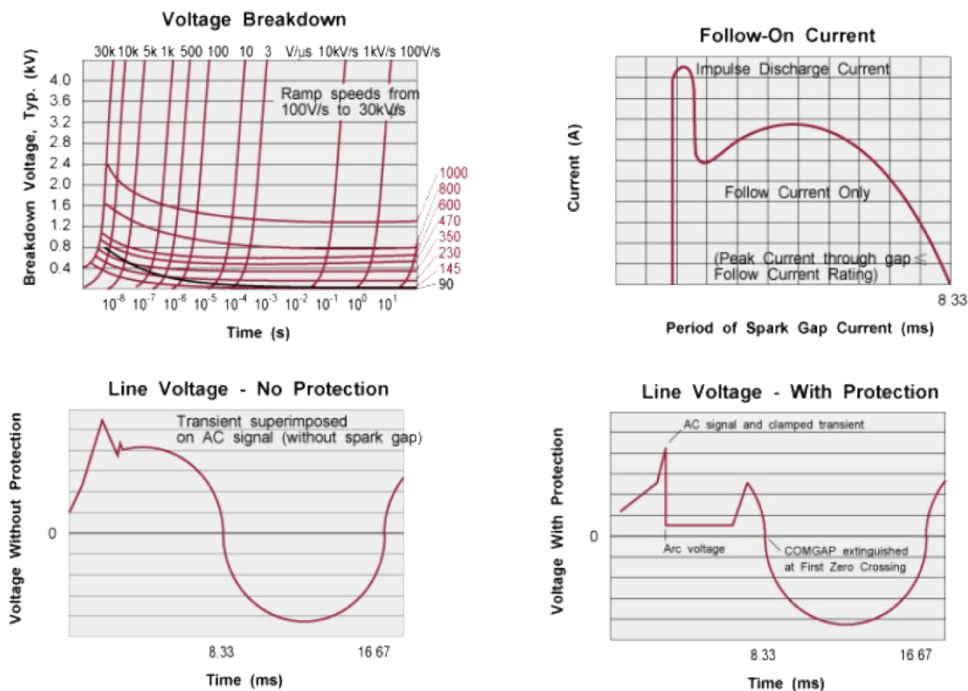 Voltage Breakdown
30k 10k 5k 1k 500 100 10 3 V/µs 10kV/s 1kV/s 100V/s
Ramp speeds from
100V/s to 30kV/s
Breakdown Voltage, Typ. (kV)
4.0
3.6
3.2
2.8
2.4
2.0
1.6
1.2
0.8
0.4
1000
800
600
470
350
230
145
90
10-8 10-7 10-6 10-5 10-4 10-3 10-2 10-1 100 101
Time (s)
Follow-On Current
Impulse Discharge Current
Current (A)
Follow Current Only
(Peak Current through gap ≤
Follow Current Rating)
8.33
Period of Spark Gap Current (ms)
Line Voltage - No Protection
Transient superimposed
on AC signal (without spark gap)
Voltage Without Protection
0
8.33 16 67
Time (ms)
Line Voltage - With Protection
AC signal and clamped transient
Voltage With Protection
0
Arc voltage
COMGAP extinguished
at First Zero Crossing
8.33 16 67
Time (ms)